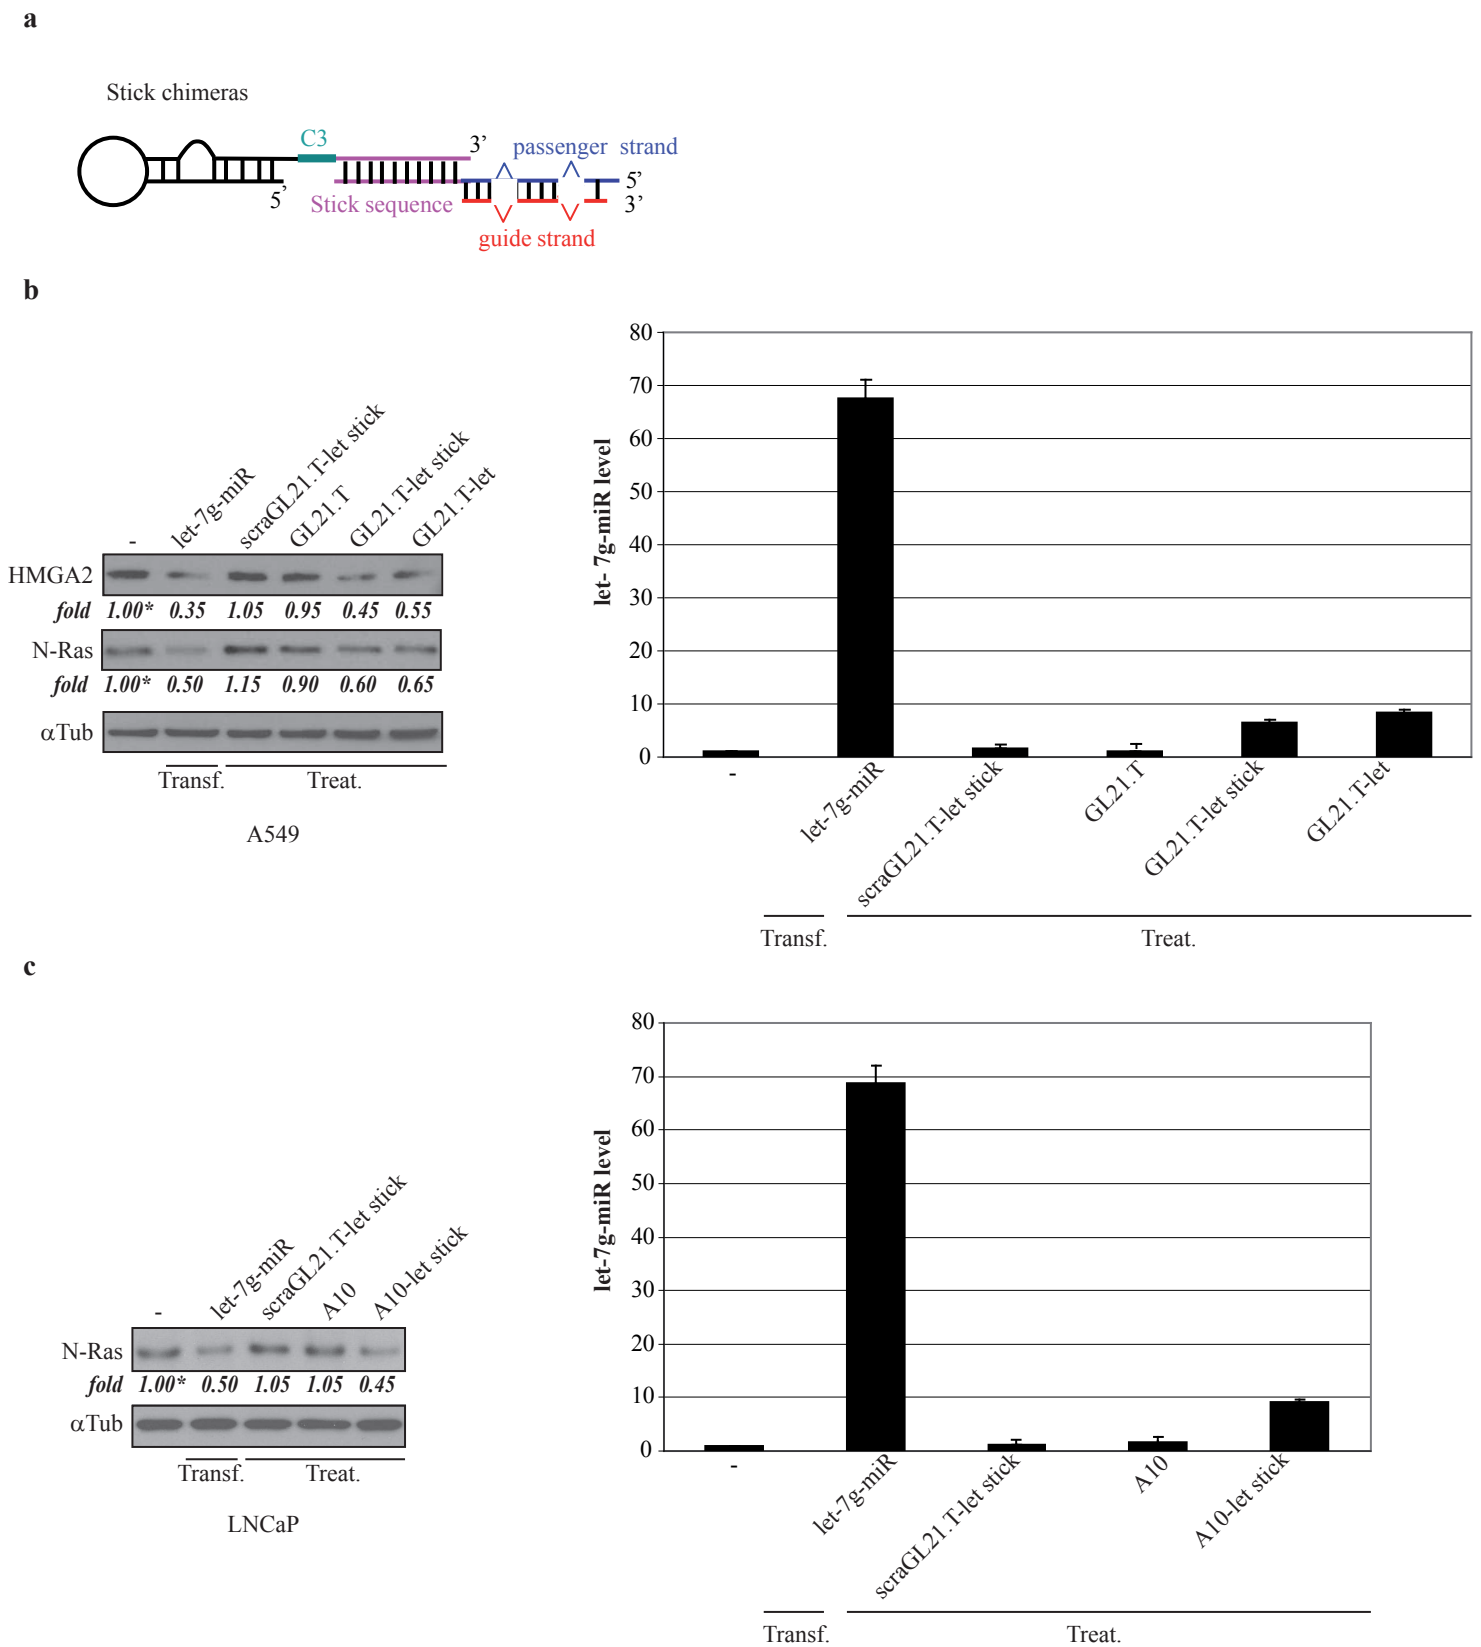 a
Stick chimeras
C3
3’
passenger strand
5’
5’
Stick sequence
3’
guide strand
b
- let-7g-miR scraGL21.T-let stick GL21.T GL21.T-let stick GL21.T-let
HMGA2
fold 1.00* 0.35 1.05 0.95 0.45 0.55
N-Ras
fold 1.00* 0.50 1.15 0.90 0.60 0.65
αTub
Transf. Treat.
A549
let- 7g-miR level
80
70
60
50
40
30
20
10
0
- let-7g-miR scraGL21.T-let stick GL21.T GL21.T-let stick GL21.T-let
Transf. Treat.
c
- let-7g-miR scraGL21.T-let stick A10 A10-let stick
N-Ras
fold 1.00* 0.50 1.05 1.05 0.45
αTub
Transf. Treat.
LNCaP
let-7g-miR level
80
70
60
50
40
30
20
10
0
- let-7g-miR scraGL21.T-let stick A10 A10-let stick
Transf. Treat.